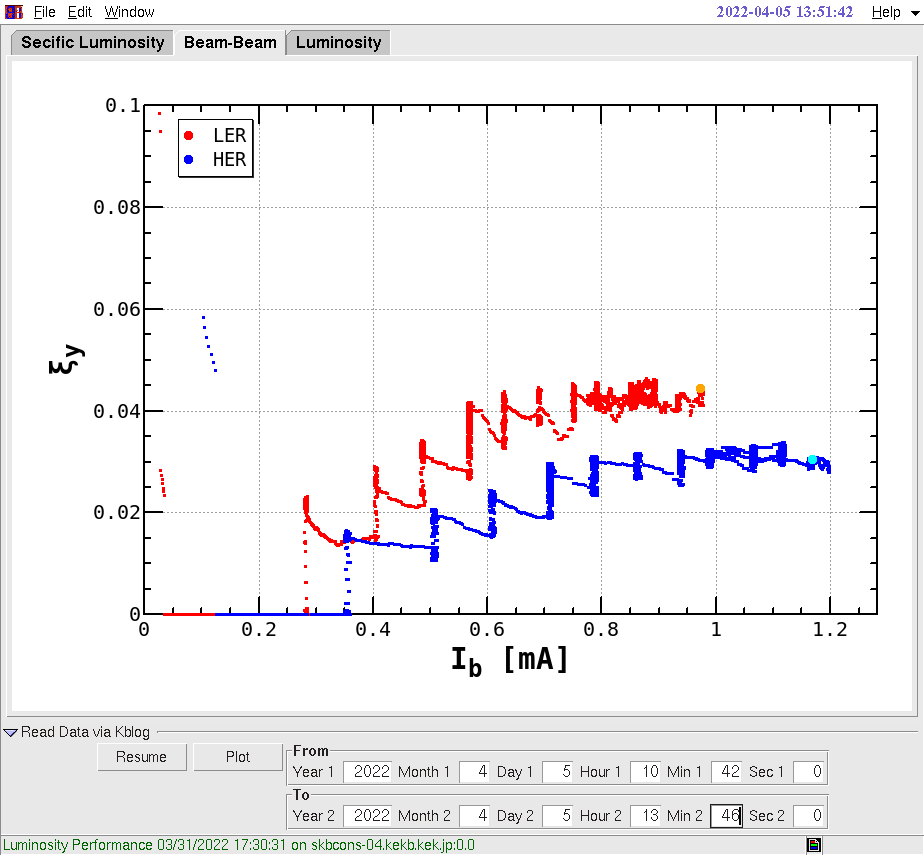 File Edit Window 2022-04-05 13:51:42 Help
Secific Luminosity Beam-Beam Luminosity
0.1
LER
HER
0.08
0.06
ξy
0.04
0.02
0
0 0.2 0.4 0.6 0.8 1 1.2
Ib [mA]
Read Data via Kblog
Resume Plot
From
Year 1 2022 Month 1 4 Day 1 5 Hour 1 10 Min 1 42 Sec 1 0
To
Year 2 2022 Month 2 4 Day 2 5 Hour 2 13 Min 2 46 Sec 2 0
Luminosity Performance 03/31/2022 17:30:31 on skbcons-04.kekb.kek.jp:0.0